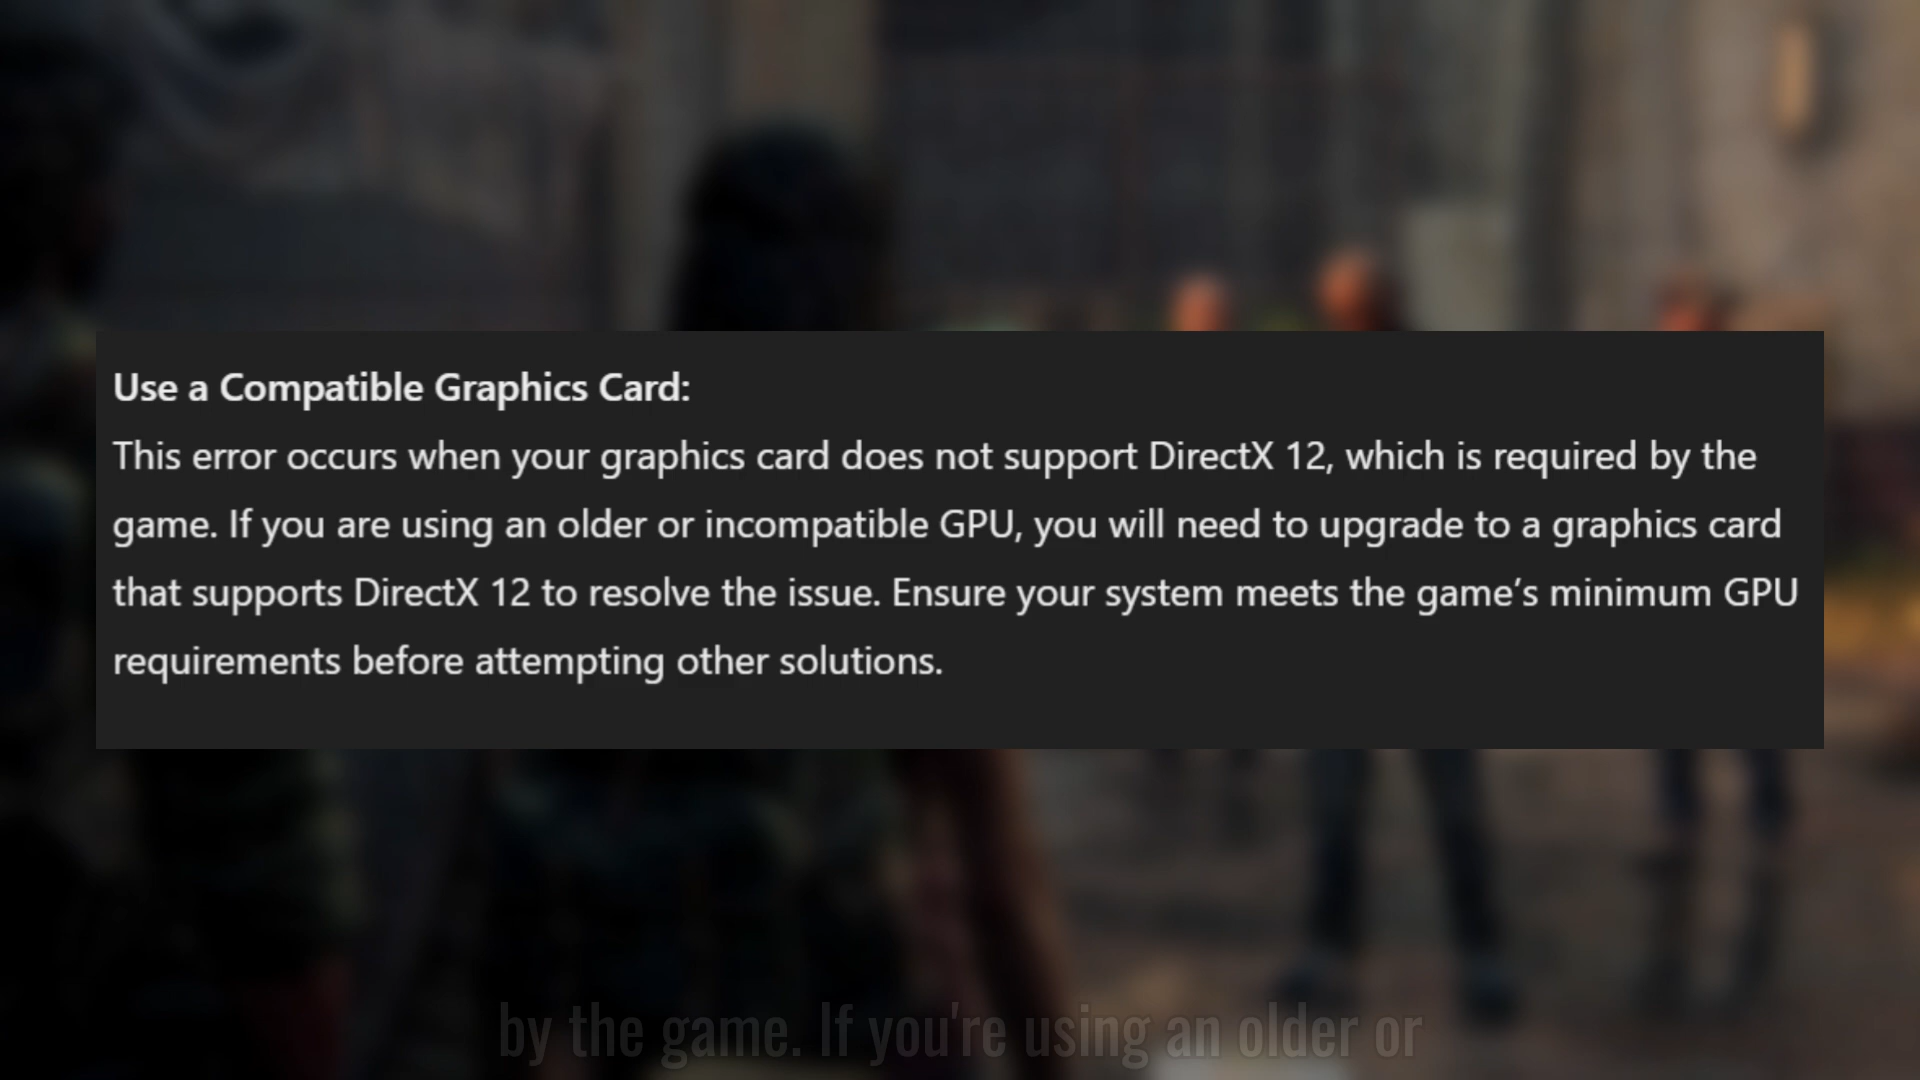 Use a Compatible Graphics Card:
This error occurs when your graphics card does not support DirectX 12, which is required by the
game. If you are using an older or incompatible GPU, you will need to upgrade to a graphics card
that supports DirectX 12 to resolve the issue. Ensure your system meets the game’s minimum GPU
requirements before attempting other solutions.
by the game. If you're using an older or